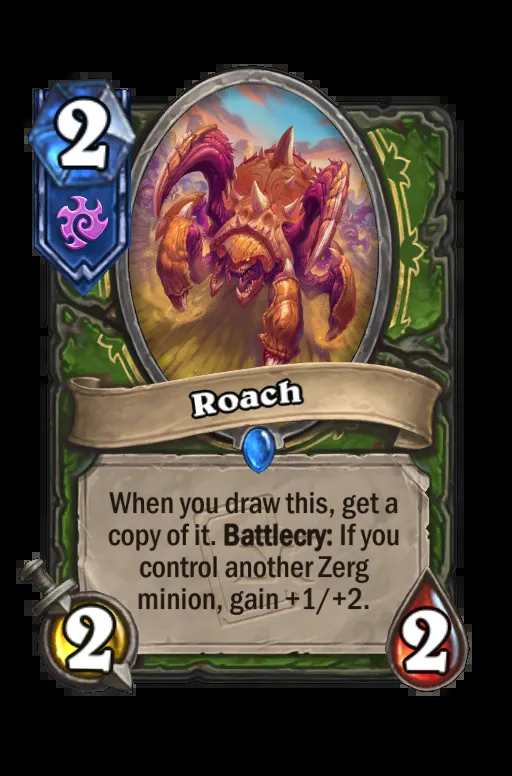 2
Roach
When you draw this, get a
copy of it. Battlecry: If you
control another Zerg
minion, gain +1/+2.
2
2